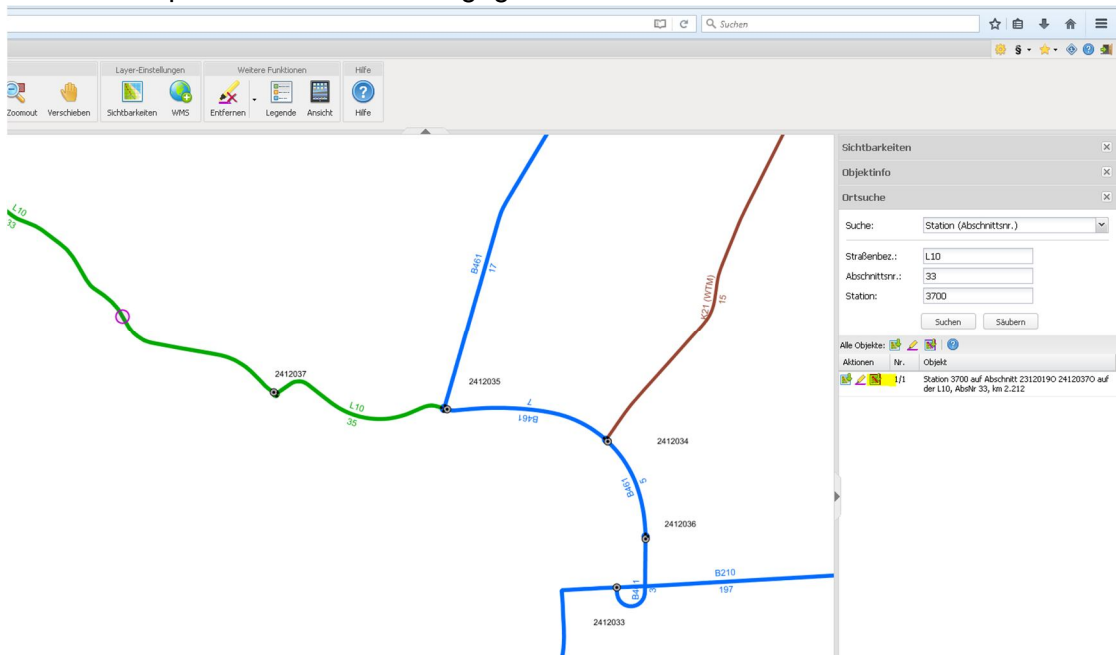 Suchen
§
Layer-Einstellungen
Weitere Funktionen
Hilfe
Zoomout
Verschieben
Sichtbarkeiten
WMS
Entfernen
Legende
Ansicht
Hilfe
Sichtbarkeiten
Objektinfo
Ortsuche
Suche: Station (Abschnittsnr.)
Straßenbez.: L10
Abschnittsnr.: 33
Station: 3700
Suchen Säubern
Alle Objekte:
Aktionen Nr. Objekt
1/1 Station 3700 auf Abschnitt 2312019O 2412037O auf
der L10, AbsNr 33, km 2.212
L10
33
B461
17
K21 (WTM)
15
2412037
2412035
L10
35
7
B461
2412034
B461
5
2412036
B210
197
B461
3
2412033